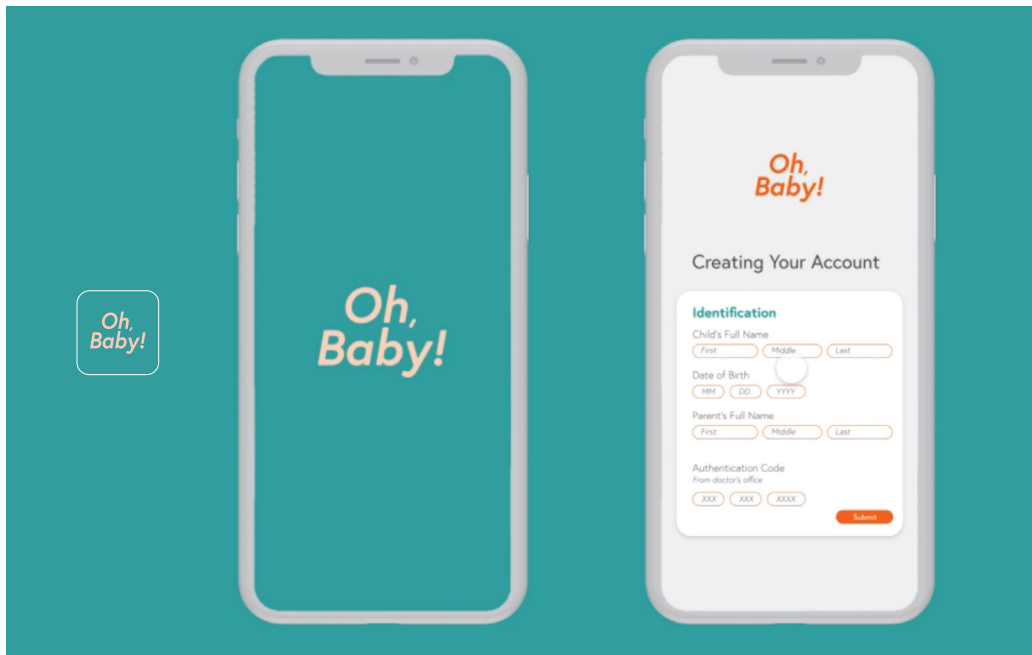 Oh,
Baby!
Oh,
Baby!
Oh,
Baby!
Creating Your Account
Identification
Child's Full Name
First Middle Last
Date of Birth
MM DD YYYY
Parent's Full Name
First Middle Last
Authentication Code
From doctor's office
XXX XXX XXXX
Submit